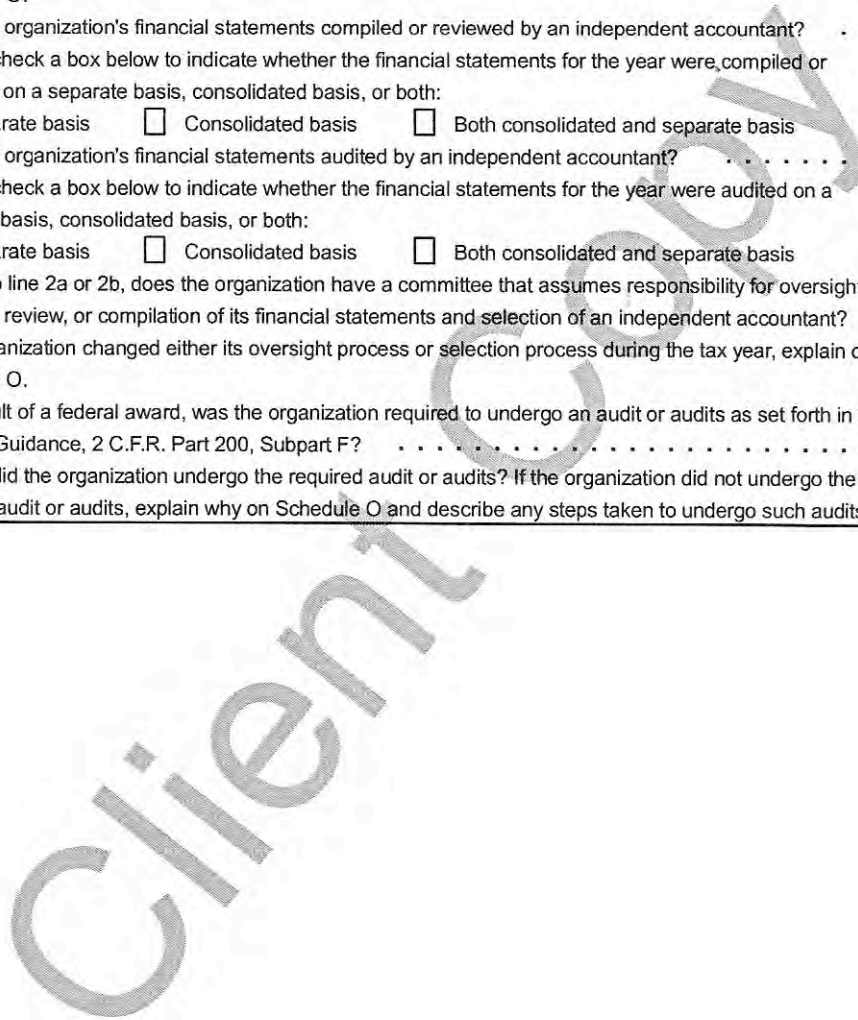 organization's financial statements compiled or reviewed by an independent accountant? .
heck a box below to indicate whether the financial statements for the year were compiled or
on a separate basis, consolidated basis, or both:
rate basis Consolidated basis Both consolidated and separate basis
organization's financial statements audited by an independent accountant? . . . . . . .
heck a box below to indicate whether the financial statements for the year were audited on a
basis, consolidated basis, or both:
rate basis Consolidated basis Both consolidated and separate basis
line 2a or 2b, does the organization have a committee that assumes responsibility for oversight
review, or compilation of its financial statements and selection of an independent accountant?
anization changed either its oversight process or selection process during the tax year, explain o
O.
lt of a federal award, was the organization required to undergo an audit or audits as set forth in
Guidance, 2 C.F.R. Part 200, Subpart F? . . . . . . . . . . . . . . . . . . . . . . . .
did the organization undergo the required audit or audits? If the organization did not undergo the
audit or audits, explain why on Schedule O and describe any steps taken to undergo such audits
Client Copy